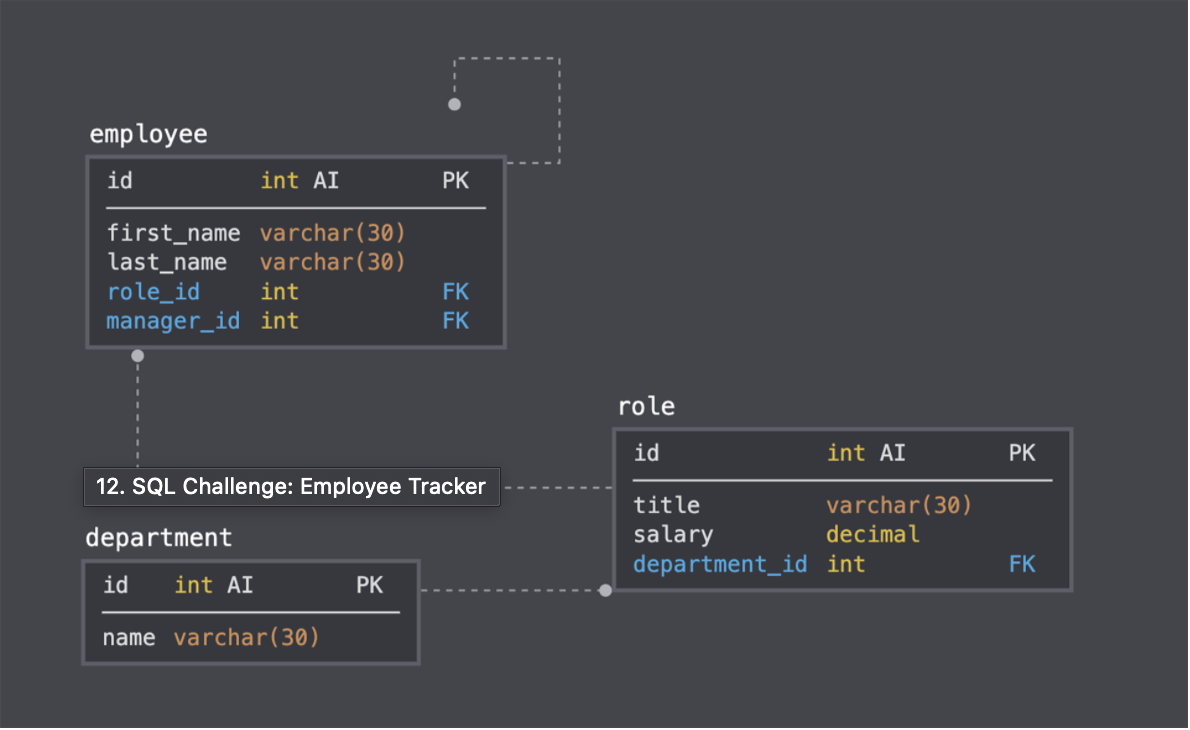 employee
id int AI PK
first_name varchar(30)
last_name varchar(30)
role_id int FK
manager_id int FK
role
id int AI PK
title varchar(30)
salary decimal
department_id int FK
12. SQL Challenge: Employee Tracker
department
id int AI PK
name varchar(30)